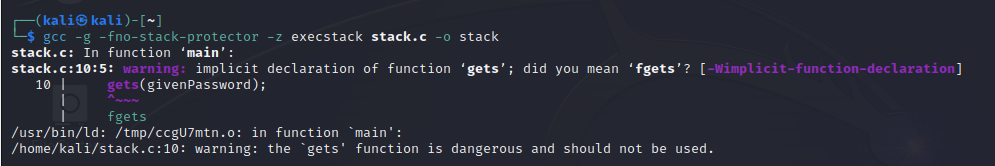 ┌──(kali㉿kali)-[~]
└─$ gcc -g -fno-stack-protector -z execstack stack.c -o stack
stack.c: In function ‘main’:
stack.c:10:5: warning: implicit declaration of function ‘gets’; did you mean ‘fgets’? [-Wimplicit-function-declaration]
   10 |     gets(givenPassword);
      |     ^~~~
      |     fgets
/usr/bin/ld: /tmp/ccgU7mtn.o: in function `main':
/home/kali/stack.c:10: warning: the `gets' function is dangerous and should not be used.